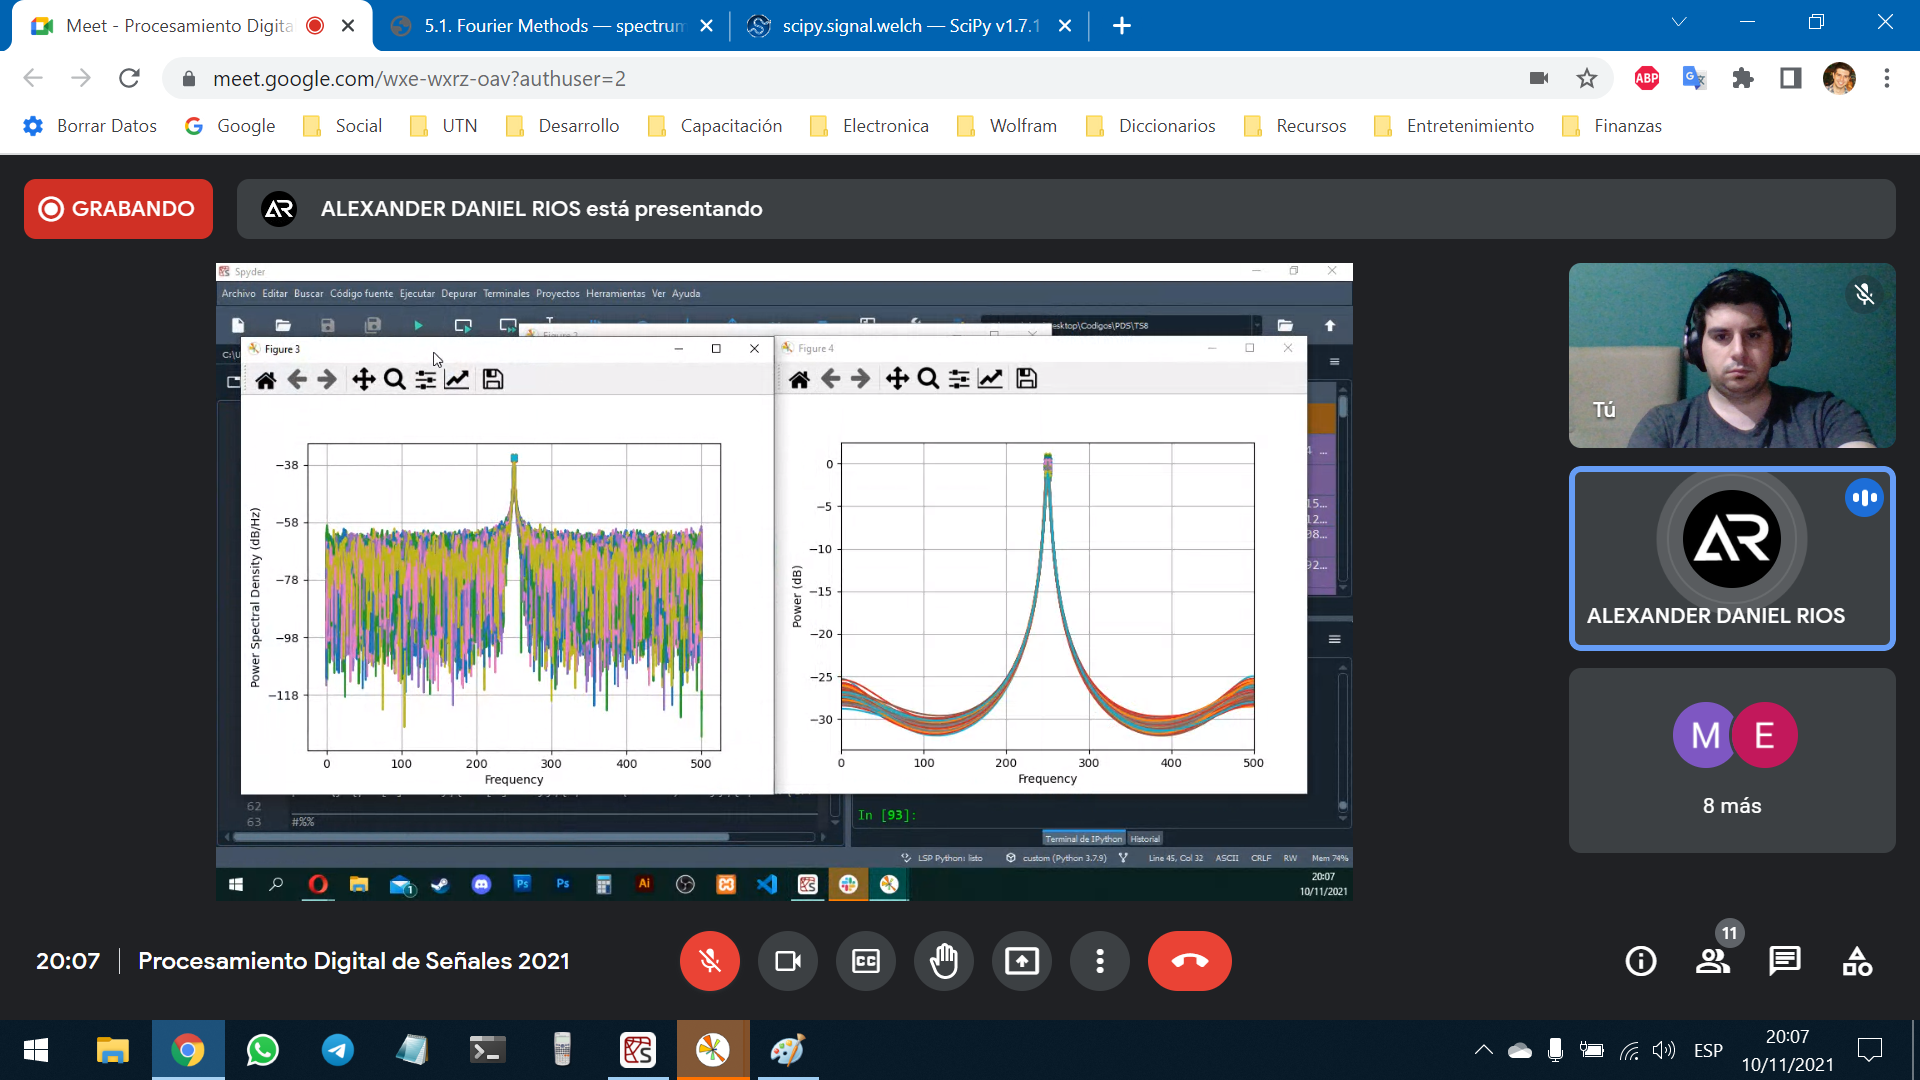 Meet - Procesamiento Digita
5.1. Fourier Methods — spectrum
scipy.signal.welch — SciPy v1.7.1
meet.google.com/wxe-wxrz-oav?authuser=2
ABP
Borrar Datos
Google
Social
UTN
Desarrollo
Capacitación
Electronica
Wolfram
Diccionarios
Recursos
Entretenimiento
Finanzas
GRABANDO
AR
ALEXANDER DANIEL RIOS está presentando
Spyder
Archivo Editar Buscar Código fuente Ejecutar Depurar Terminales Proyectos Herramientas Ver Ayuda
esktop\Codigos\PDS\TS8
C:\U
Figure 3
Figure 4
−38
−58
−78
−98
−118
Power Spectral Density (dB/Hz)
0 100 200 300 400 500
Frequency
0
−5
−10
−15
−20
−25
−30
Power (dB)
0 100 200 300 400 500
Frequency
62
63 #%%
In [93]:
Terminal de IPython
Historial
LSP Python: listo
custom (Python 3.7.9)
Line 45, Col 32
ASCII
CRLF
RW
Mem 74%
20:07
10/11/2021
Tú
AR
ALEXANDER DANIEL RIOS
M
E
8 más
20:07
Procesamiento Digital de Señales 2021
11
ESP
20:07
10/11/2021